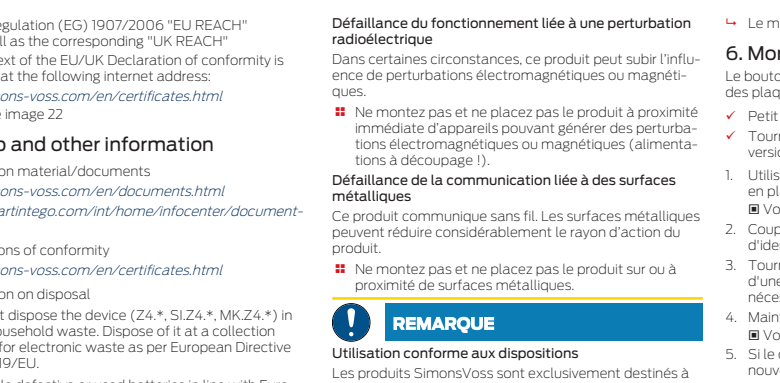 egulation (EG) 1907/2006 "EU REACH"
ll as the corresponding "UK REACH"
ext of the EU/UK Declaration of conformity is
at the following internet address:
ons-voss.com/en/certificates.html
e image 22
o and other information
on material/documents
ons-voss.com/en/documents.html
artintego.com/int/home/infocenter/document-
ons of conformity
ons-voss.com/en/certificates.html
on on disposal
t dispose the device (Z4.*, SI.Z4.*, MK.Z4.*) in
ousehold waste. Dispose of it at a collection
for electronic waste as per European Directive
19/EU.
Défaillance du fonctionnement liée à une perturbation
radioélectrique
Dans certaines circonstances, ce produit peut subir l'influ-
ence de perturbations électromagnétiques ou magnéti-
ques.
Ne montez pas et ne placez pas le produit à proximité
immédiate d'appareils pouvant générer des perturba-
tions électromagnétiques ou magnétiques (alimenta-
tions à découpage !).
Défaillance de la communication liée à des surfaces
métalliques
Ce produit communique sans fil. Les surfaces métalliques
peuvent réduire considérablement le rayon d'action du
produit.
Ne montez pas et ne placez pas le produit sur ou à
proximité de surfaces métalliques.
REMARQUE
Utilisation conforme aux dispositions
Les produits SimonsVoss sont exclusivement destinés à
↪ Le m
6. Mor
Le bouto
des plaq
✓ Petit
✓ Tourr
versio
1. Utilis
en pla
▣ Vo
2. Coup
d'ider
3. Tourr
d'une
néces
4. Main
▣ Vo
5. Si le c
nouv